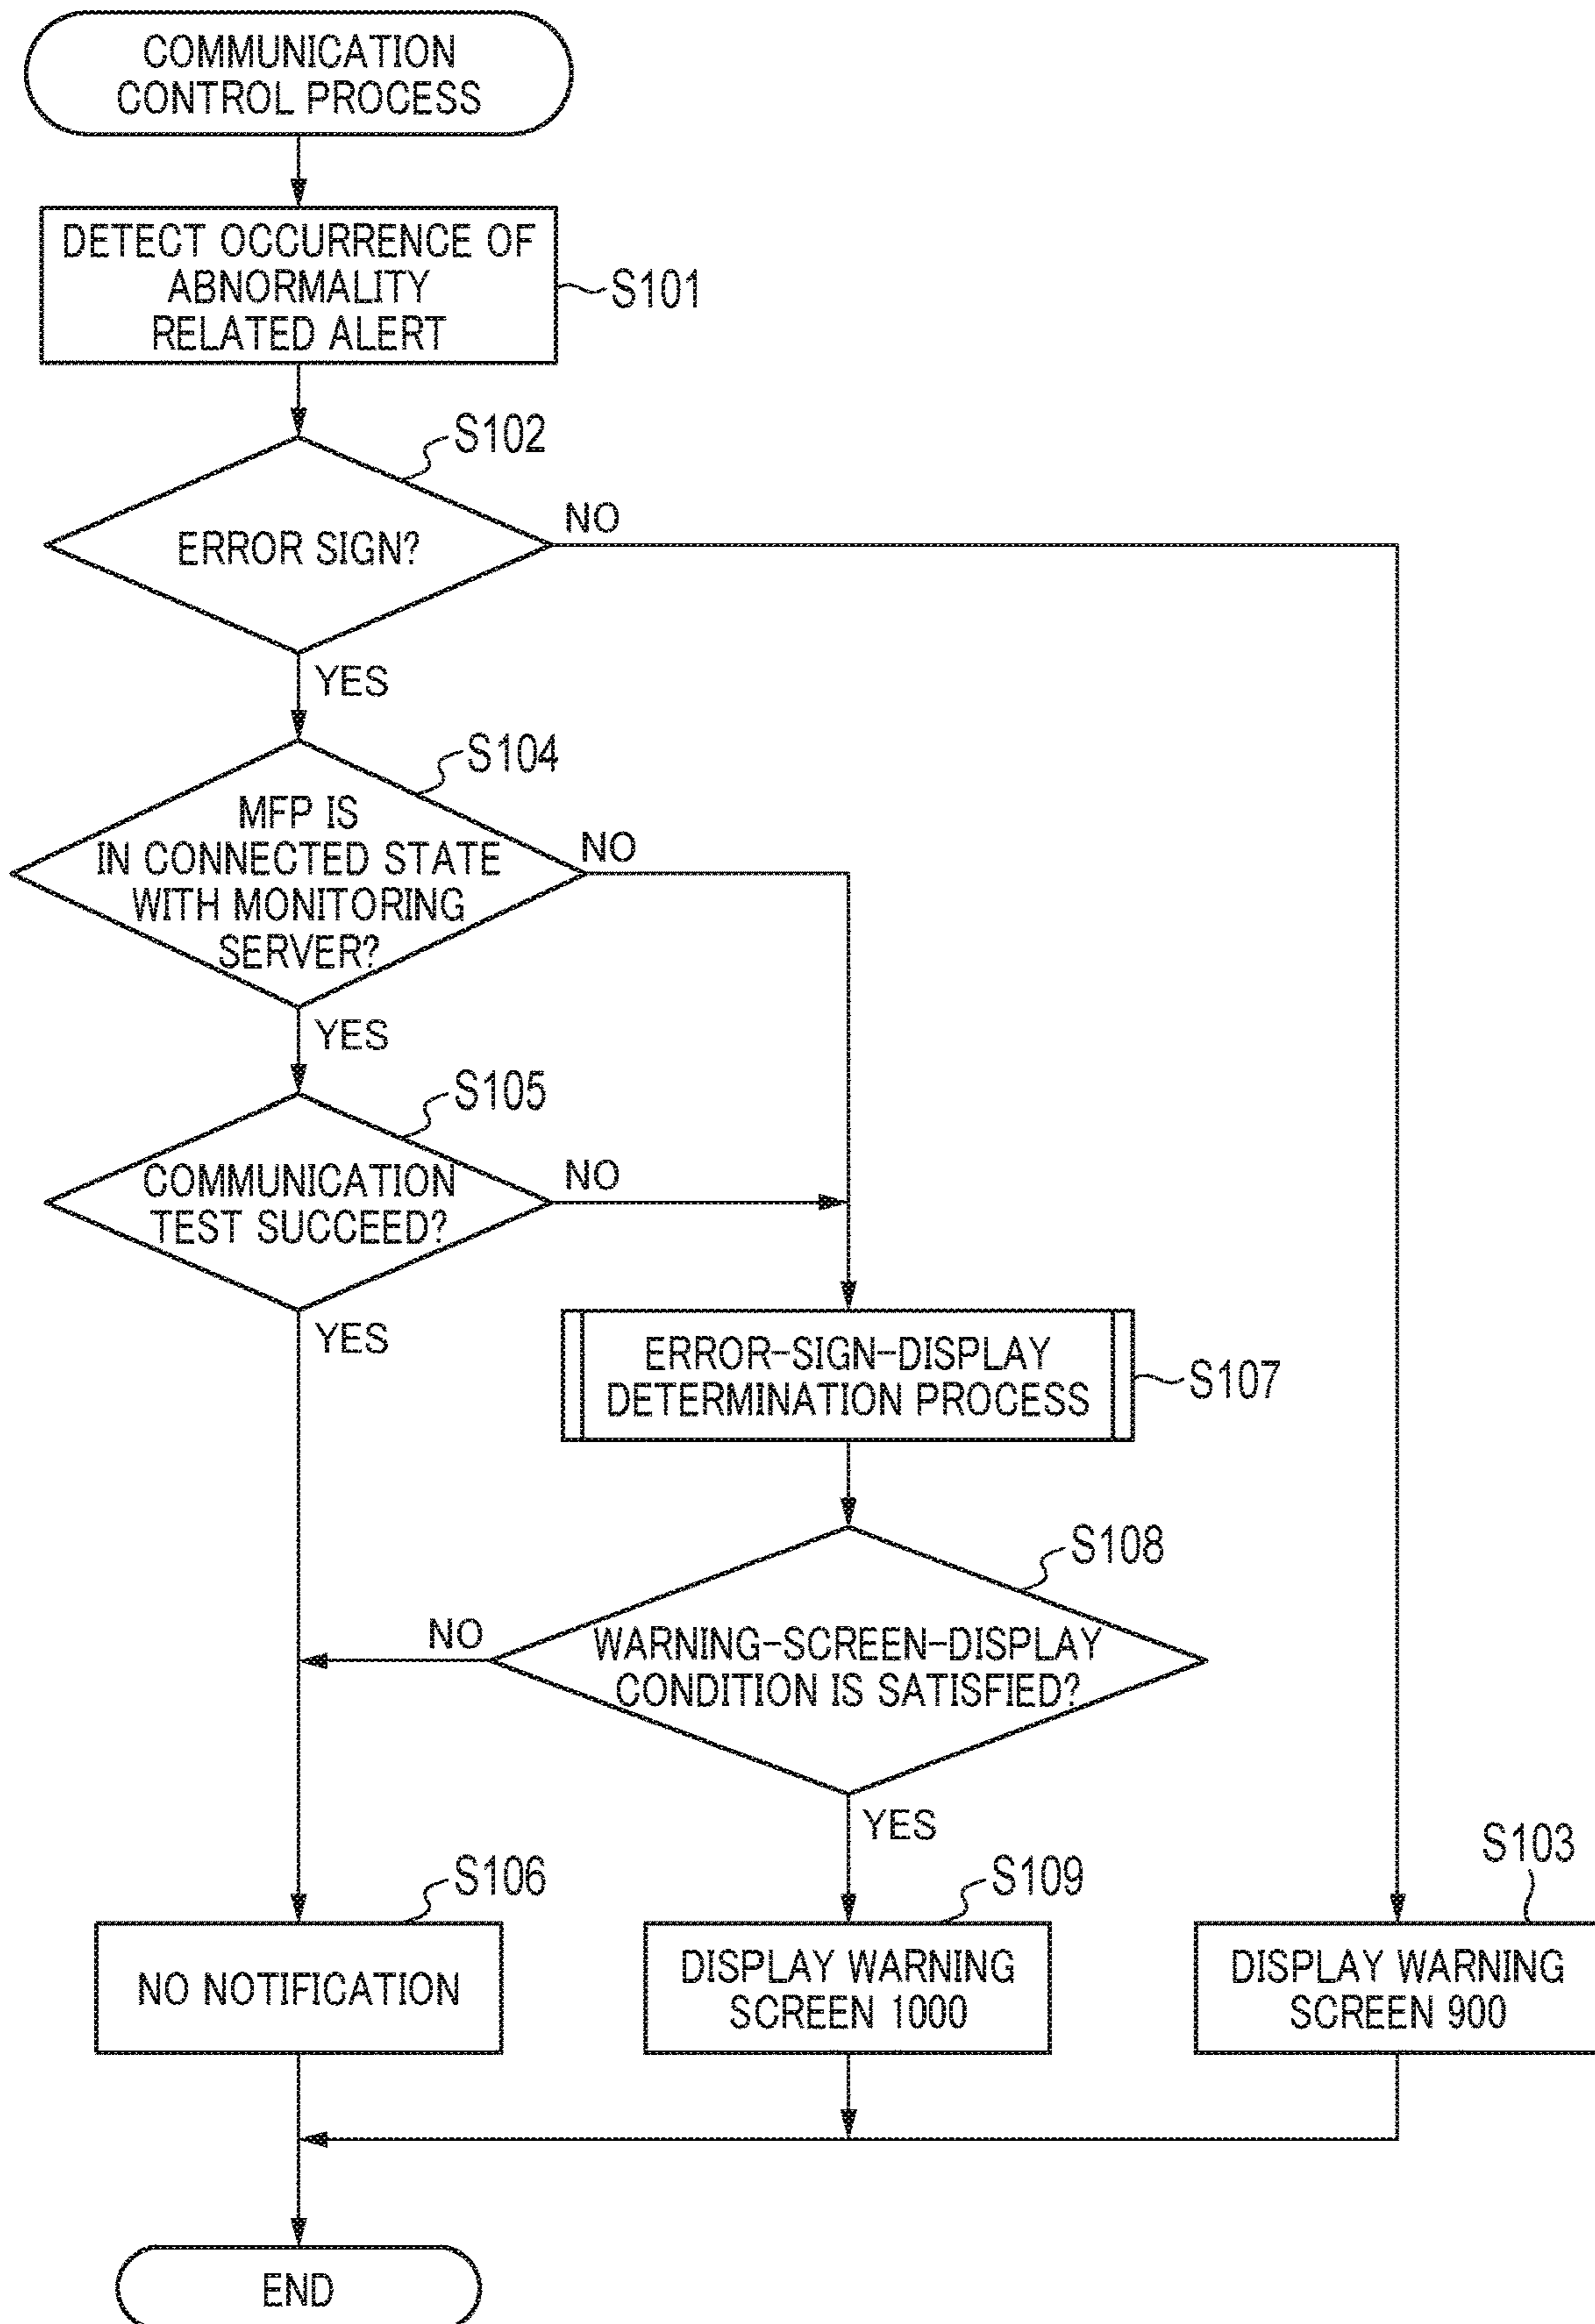 COMMUNICATION
CONTROL PROCESS
DETECT OCCURRENCE OF
ABNORMALITY
RELATED ALERT
S101
S102
ERROR SIGN?
NO
YES
S104
MFP IS
IN CONNECTED STATE
WITH MONITORING
SERVER?
NO
YES
S105
COMMUNICATION
TEST SUCCEED?
NO
YES
ERROR-SIGN-DISPLAY
DETERMINATION PROCESS
S107
S108
WARNING-SCREEN-DISPLAY
CONDITION IS SATISFIED?
NO
YES
S106
NO NOTIFICATION
S109
DISPLAY WARNING
SCREEN 1000
S103
DISPLAY WARNING
SCREEN 900
END